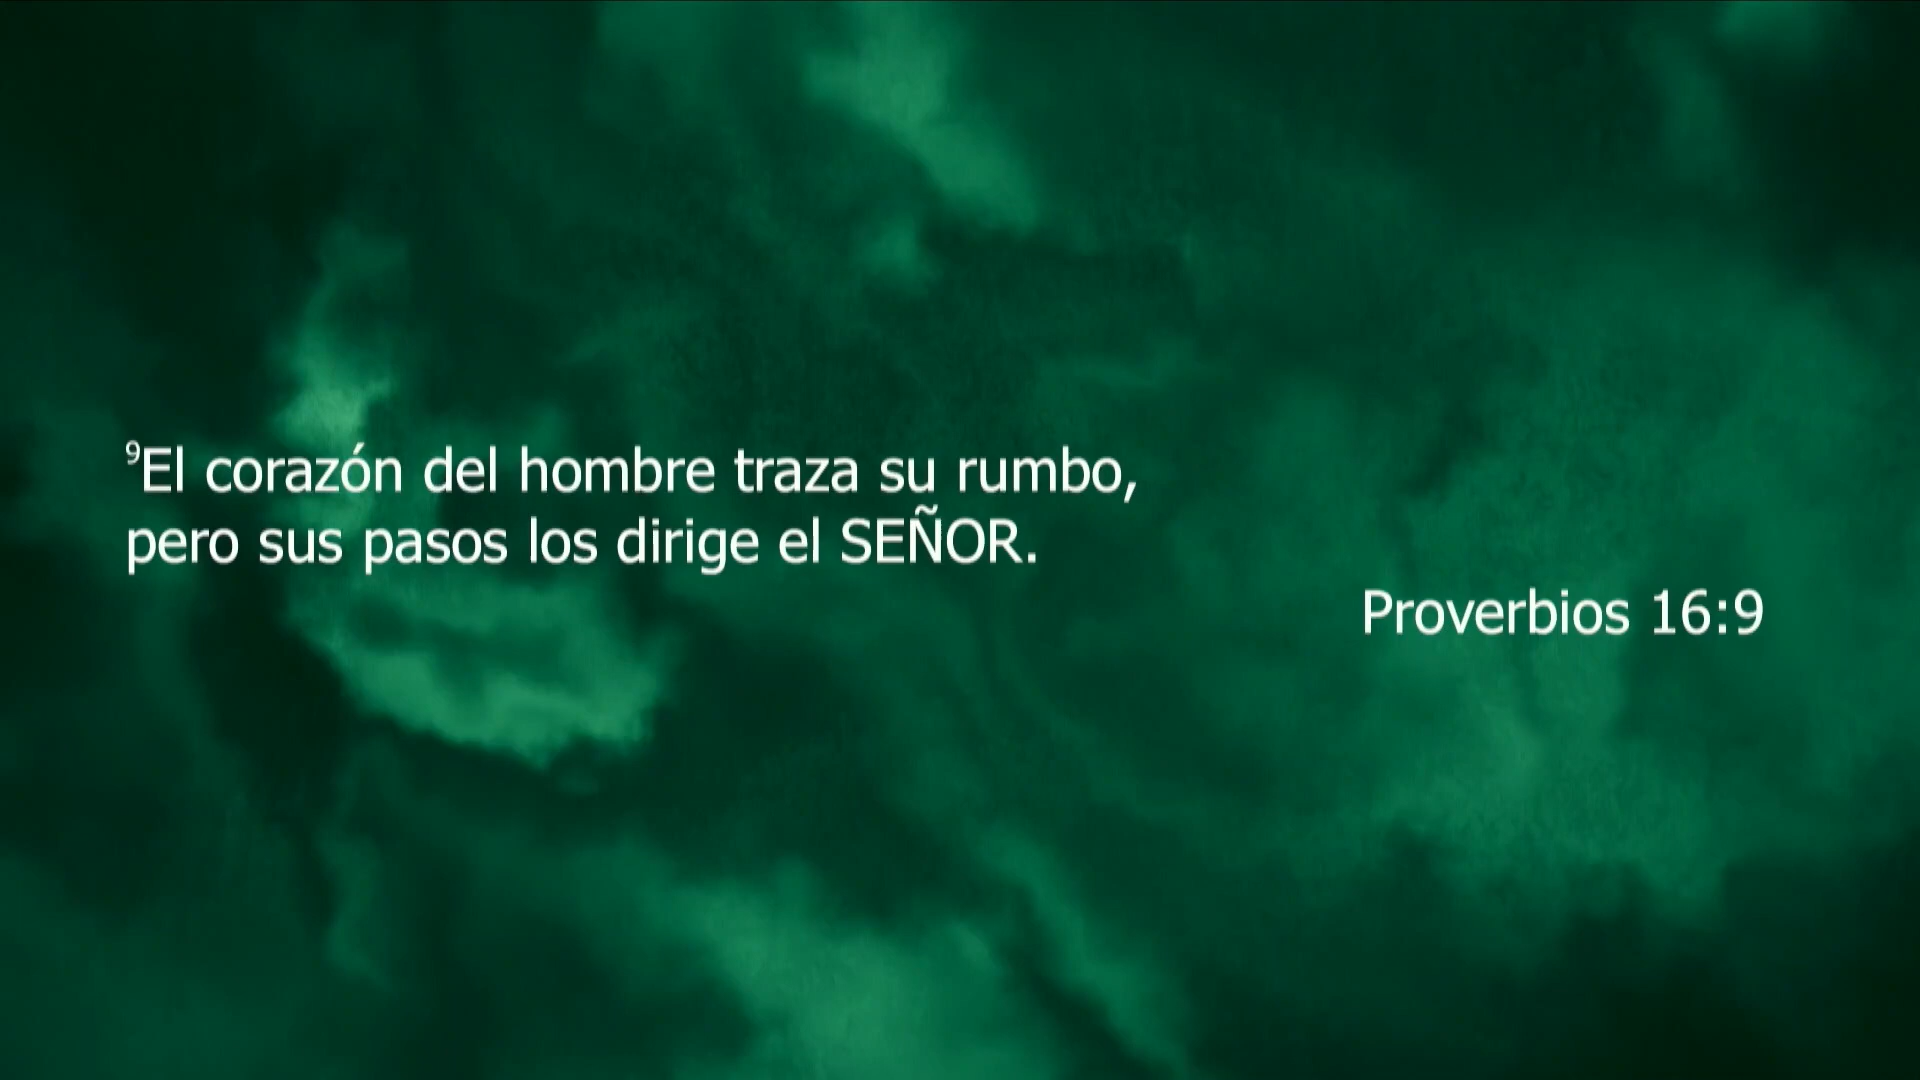 ⁹El corazón del hombre traza su rumbo,
pero sus pasos los dirige el SEÑOR.
Proverbios 16:9